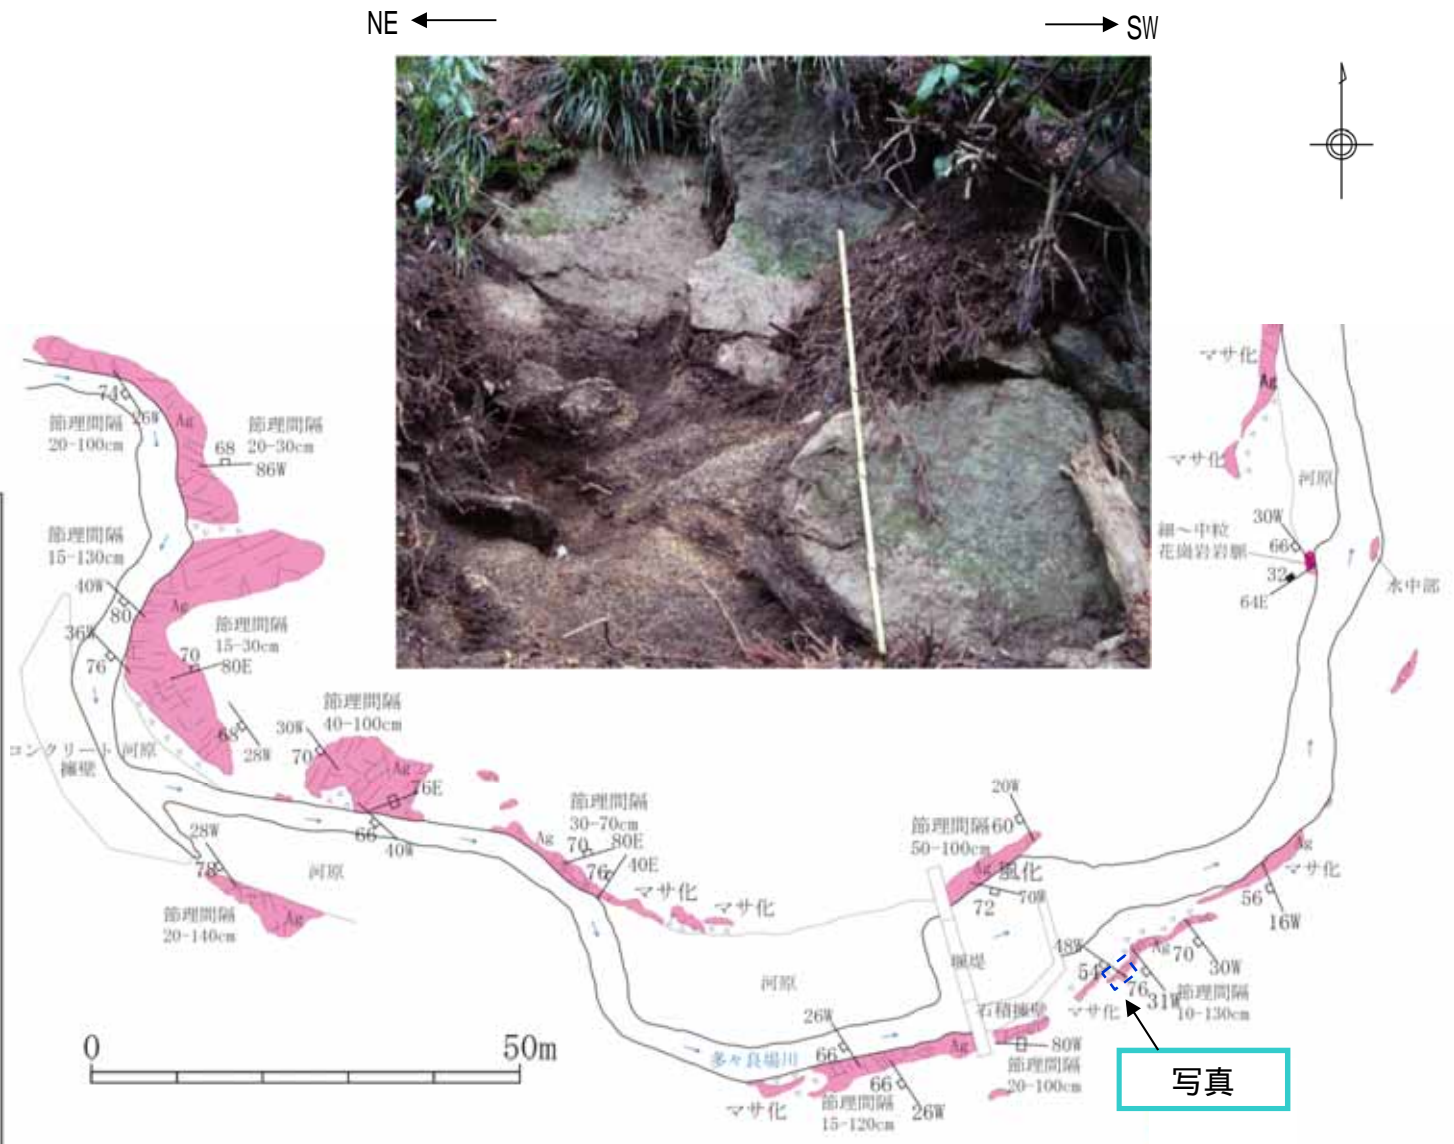 NE
SW
74
26W
Ag
節理間隔
20-100cm
68
節理間隔
20-30cm
86W
節理間隔
15-130cm
40W
80
Ag
36W
76
節理間隔
15-30cm
70
80E
68
28W
コンクリート
擁壁
河原
節理間隔
40-100cm
30W
70
Ag
76E
66
40W
28W
78
河原
節理間隔
20-140cm
Ag
節理間隔
30-70cm
Ag
70
80E
76
40E
マサ化
マサ化
河原
多々良場川
26W
66
66
26W
マサ化
節理間隔
15-120cm
Ag
堰堤
石積擁壁
80W
節理間隔
20-100cm
20W
60
節理間隔
50-100cm
Ag 風化
72
70W
48W
54
76
31W
マサ化
Ag
70
30W
節理間隔
10-130cm
56
16W
Ag
マサ化
マサ化
Ag
マサ化
河原
30W
66
細~中粒
花崗岩岩脈
32
64E
水中部
0
50m
写真